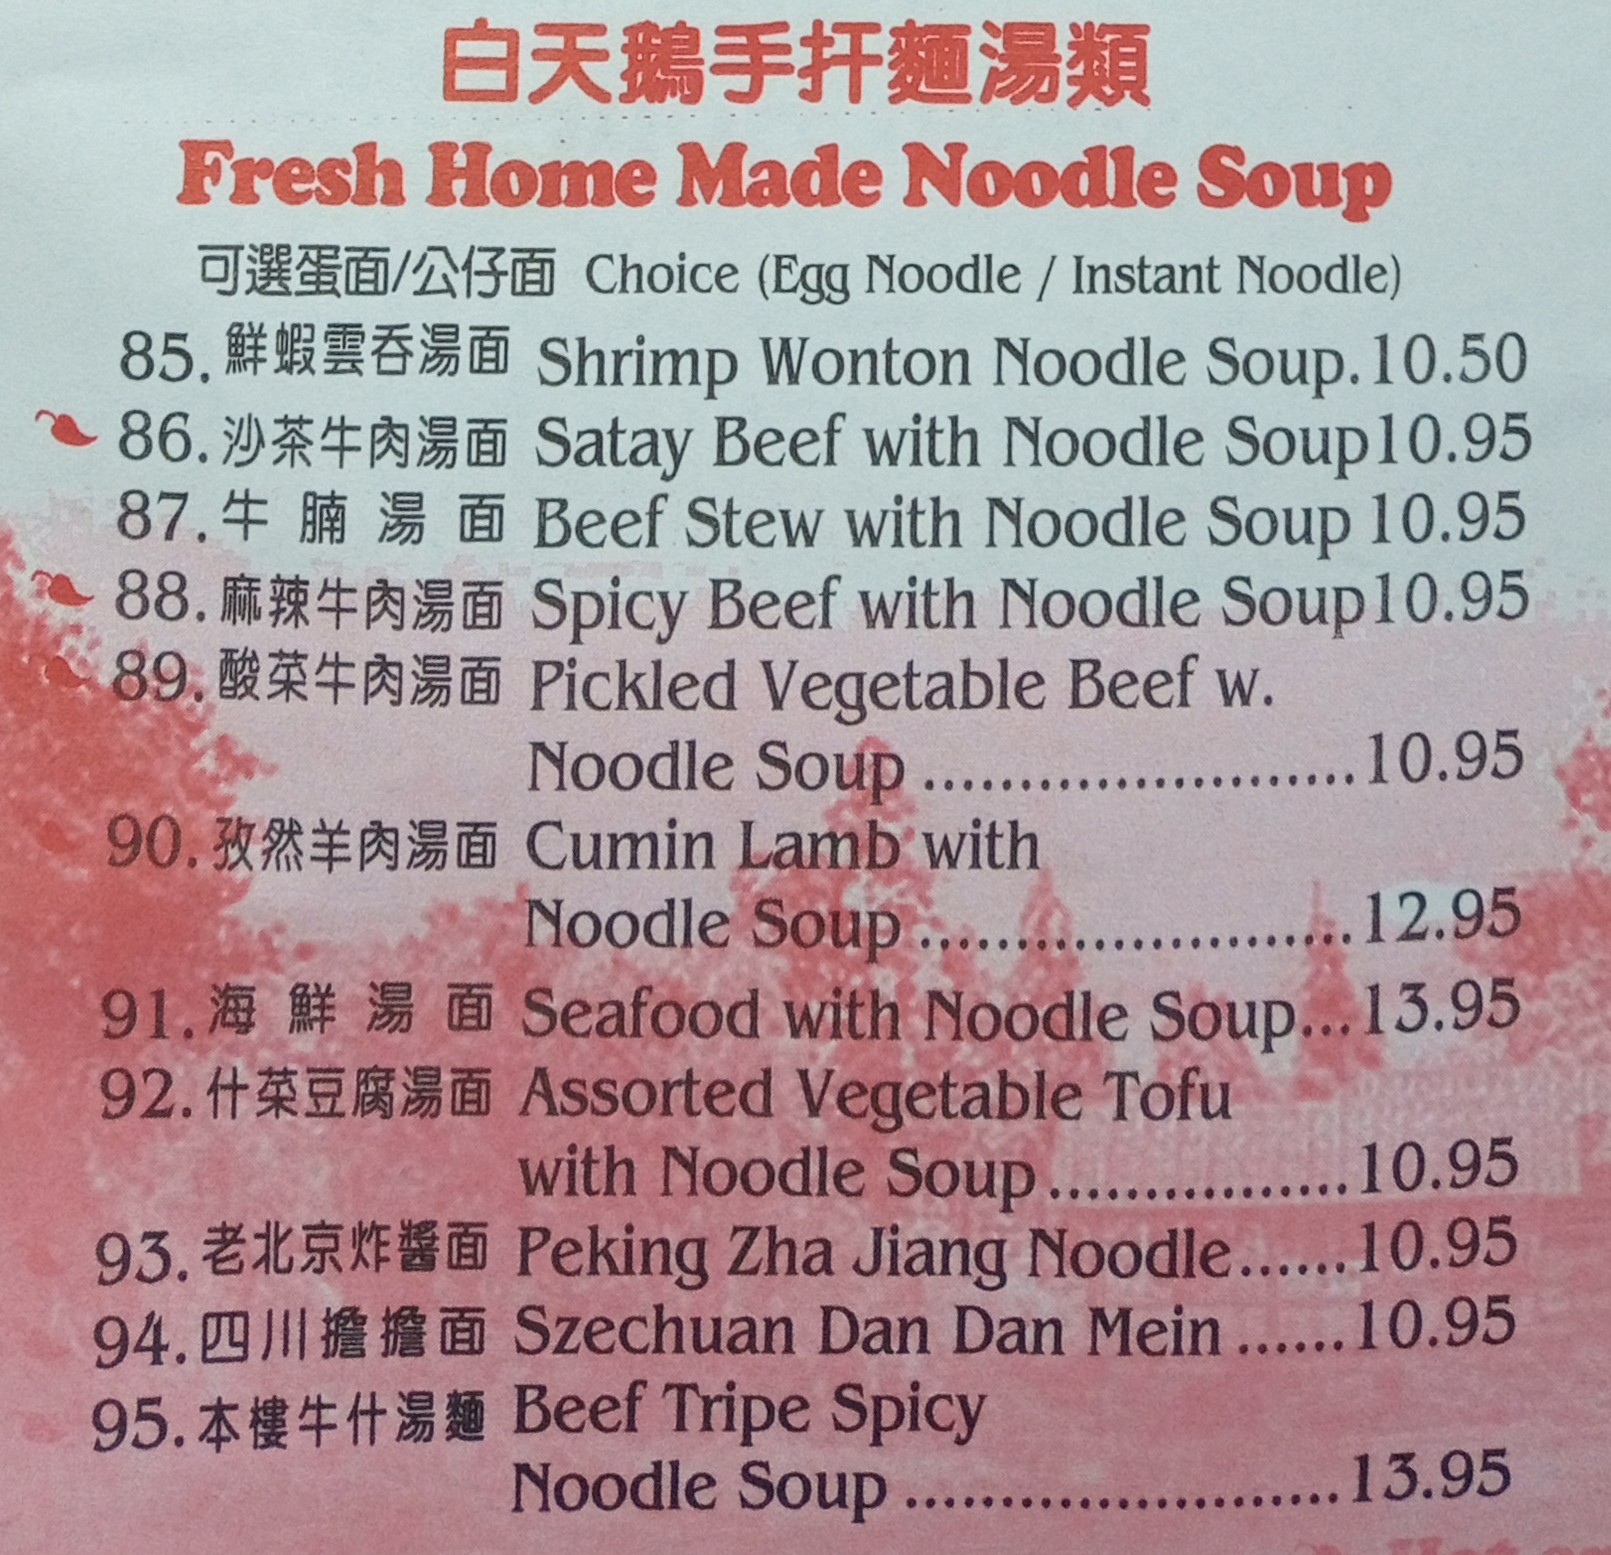 白天鵝手扞麵湯類
Fresh Home Made Noodle Soup
可選蛋面/公仔面 Choice (Egg Noodle / Instant Noodle)
85. 鮮蝦雲吞湯面 Shrimp Wonton Noodle Soup.10.50
86. 沙茶牛肉湯面 Satay Beef with Noodle Soup10.95
87. 牛腩湯面 Beef Stew with Noodle Soup 10.95
88. 麻辣牛肉湯面 Spicy Beef with Noodle Soup10.95
89. 酸菜牛肉湯面 Pickled Vegetable Beef w.
Noodle Soup .......................10.95
90. 孜然羊肉湯面 Cumin Lamb with
Noodle Soup .......................12.95
91. 海鮮湯面 Seafood with Noodle Soup...13.95
92. 什菜豆腐湯面 Assorted Vegetable Tofu
with Noodle Soup ................10.95
93. 老北京炸醬面 Peking Zha Jiang Noodle......10.95
94. 四川擔擔面 Szechuan Dan Dan Mein ......10.95
95. 本樓牛什湯麵 Beef Tripe Spicy
Noodle Soup .......................13.95